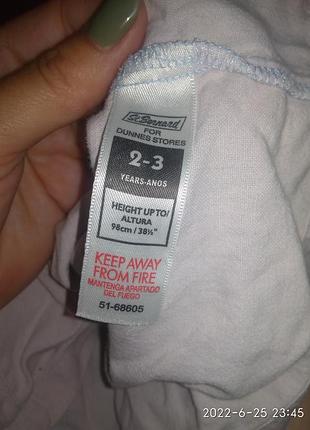 St. Bernard
FOR
DUNNES STORES
2-3
YEARS-ANOS
HEIGHT UP TO/
ALTURA
98cm / 38½"
KEEP AWAY
FROM FIRE
MANTENGA APARTADO
DEL FUEGO
51-68605
2022-6-25 23:45